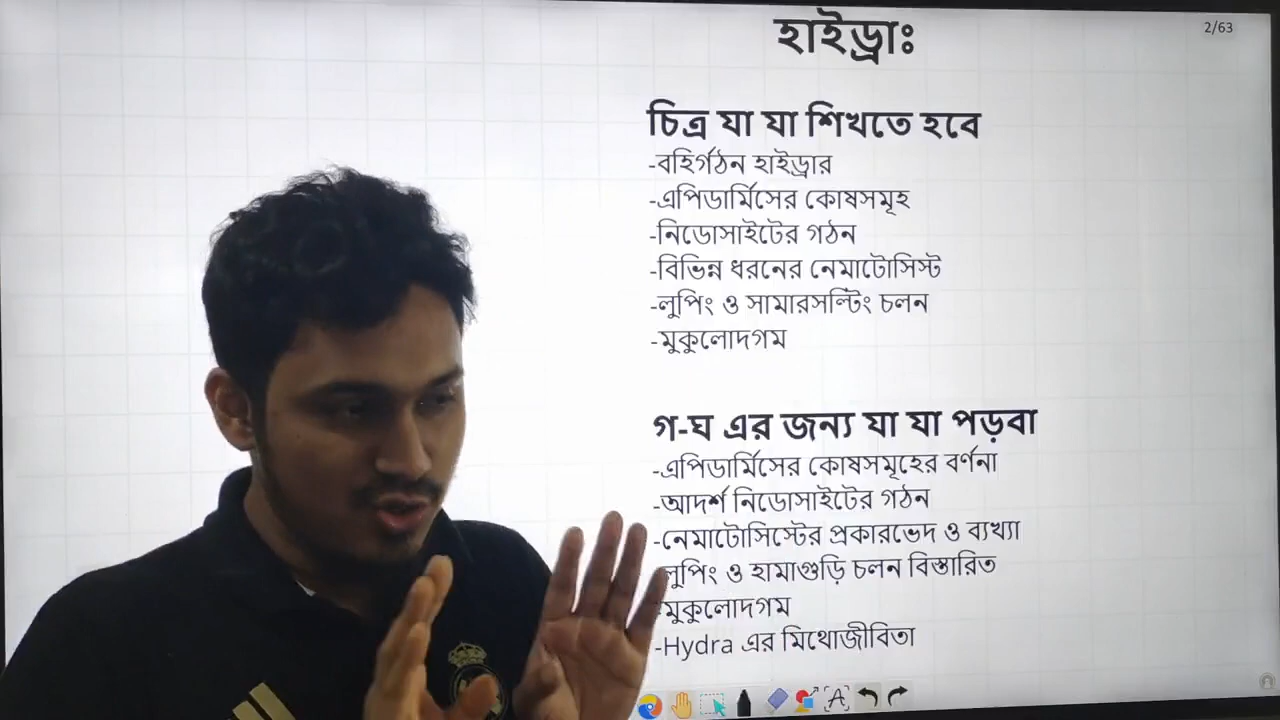 হাইড্রাঃ
2/63
চিত্র যা যা শিখতে হবে
-বহির্গঠন হাইড্রার
-এপিডার্মিসের কোষসমূহ
-নিডোসাইটের গঠন
-বিভিন্ন ধরনের নেমাটোসিস্ট
-লুপিং ও সামারসল্টিং চলন
-মুকুলোদগম
গ-ঘ এর জন্য যা যা পড়বা
-এপিডার্মিসের কোষসমূহের বর্ণনা
-আদর্শ নিডোসাইটের গঠন
-নেমাটোসিস্টের প্রকারভেদ ও ব্যখ্যা
লুপিং ও হামাগুড়ি চলন বিস্তারিত
মুকুলোদগম
-Hydra এর মিথোজীবিতা